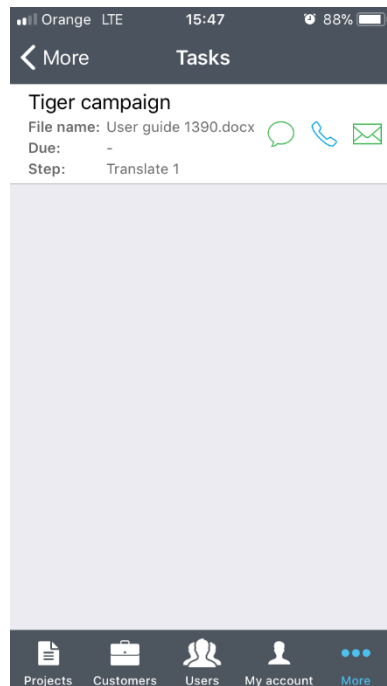 Orange LTE 15:47 88%
More Tasks
Tiger campaign
File name: User guide 1390.docx
Due: -
Step: Translate 1
Projects Customers Users My account More